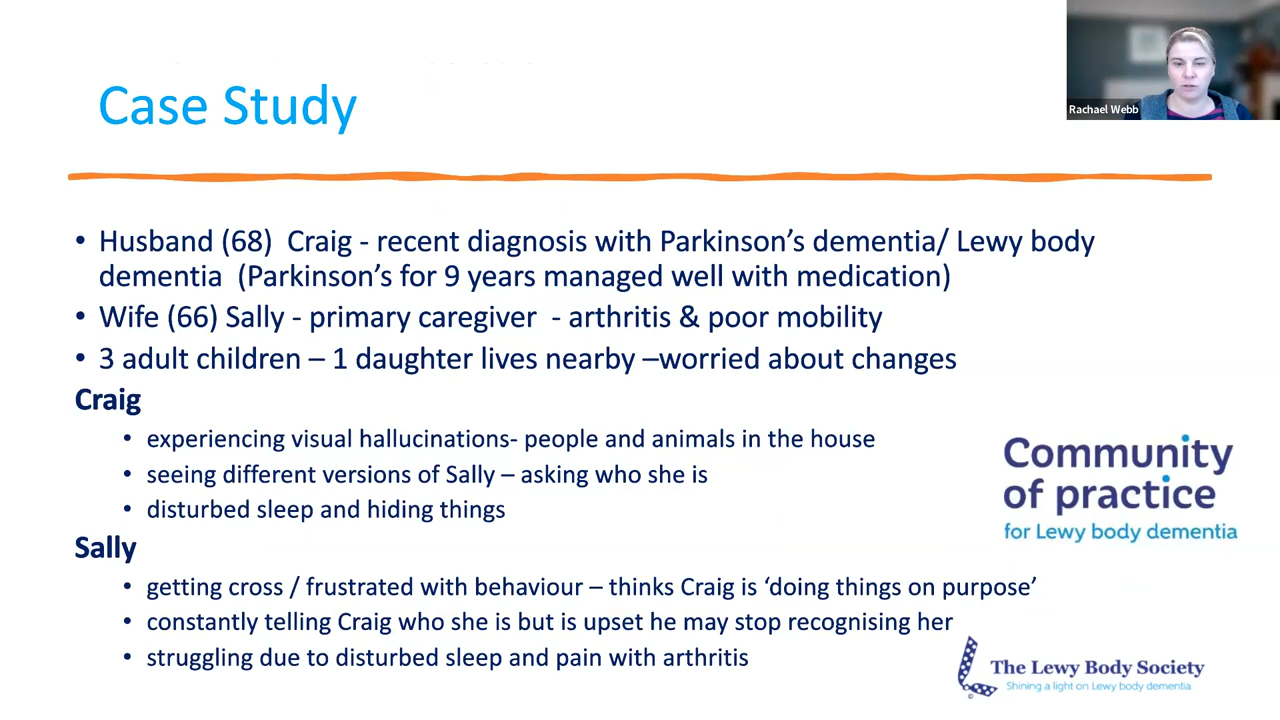 Case Study
Rachael Webb
• Husband (68) Craig - recent diagnosis with Parkinson's dementia/ Lewy body
dementia (Parkinson's for 9 years managed well with medication)
• Wife (66) Sally - primary caregiver - arthritis & poor mobility
• 3 adult children – 1 daughter lives nearby –worried about changes
Craig
• experiencing visual hallucinations- people and animals in the house
• seeing different versions of Sally – asking who she is
• disturbed sleep and hiding things
Sally
• getting cross / frustrated with behaviour – thinks Craig is ‘doing things on purpose’
• constantly telling Craig who she is but is upset he may stop recognising her
• struggling due to disturbed sleep and pain with arthritis
Community
of practice
for Lewy body dementia
The Lewy Body Society
Shining a light on Lewy body dementia